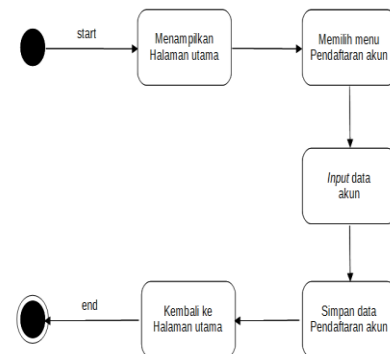 start
Menampilkan
Halaman utama
Memilih menu
Pendaftaran akun
Input data
akun
Simpan data
Pendaftaran akun
Kembali ke
Halaman utama
end